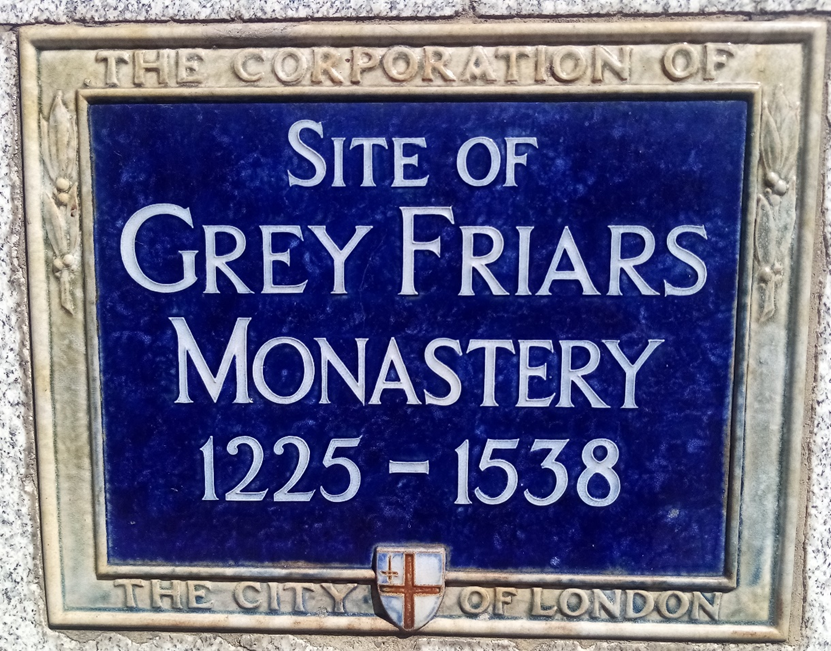 THE CORPORATION OF
SITE OF
GREY FRIARS
MONASTERY
1225 – 1538
THE CITY OF LONDON